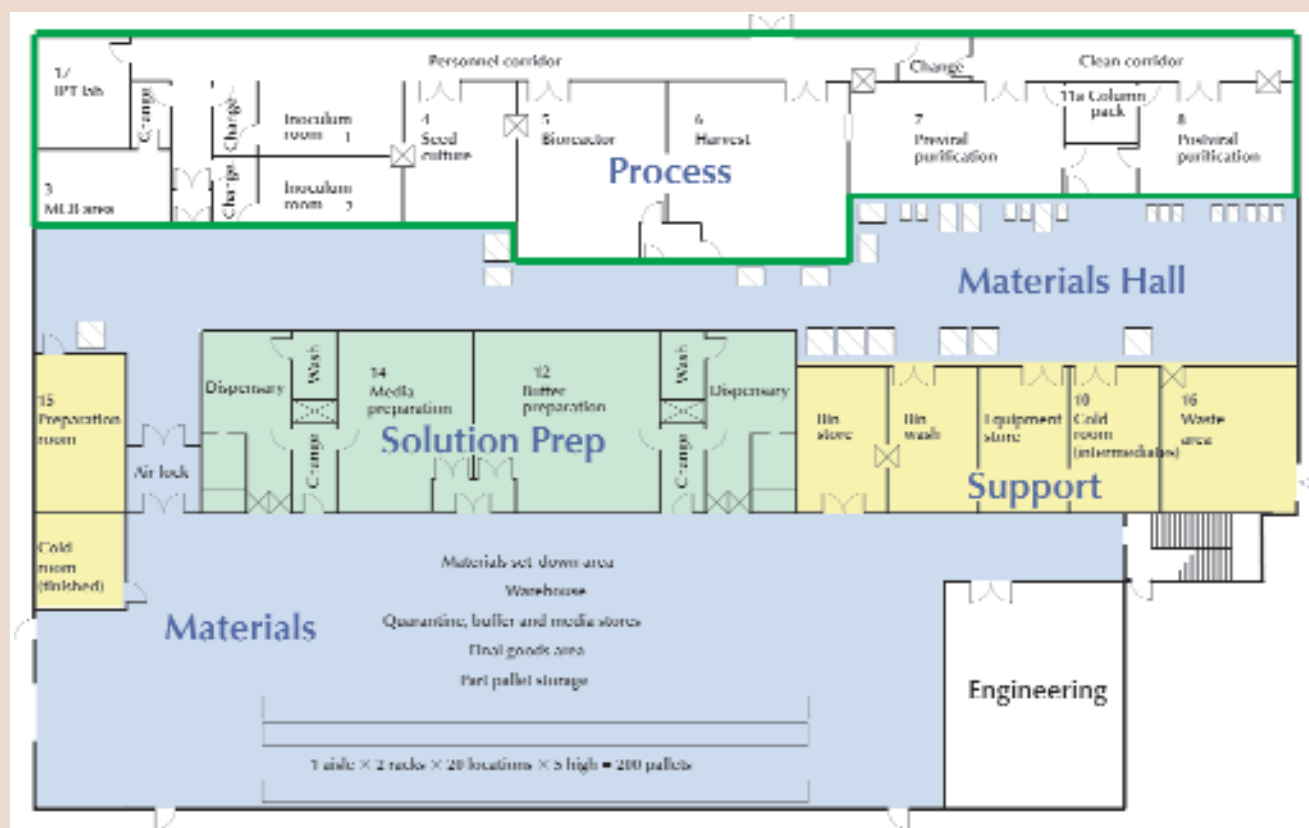 17
IPT lab
Change
Personnel corridor
Change
Clean corridor
Change
Inoculum
room 1
4
Seed
culture
5
Bioreactor
6
Harvest
7
Previral
purification
11a Column
pack
8
Postviral
purification
3
MCB area
Change
Inoculum
room 2
Process
Materials Hall
15
Preparation
room
Air lock
Dispensary
Wash
14
Media
preparation
12
Buffer
preparation
Wash
Dispensary
Change
Solution Prep
Change
Bin
store
Bin
wash
Equipment
store
10
Cold
room
(intermediates)
16
Waste
area
Support
Cold
room
(finished)
Materials set down area
Warehouse
Quarantine, buffer and media stores
Final goods area
Part pallet storage
Materials
Engineering
1 aisle × 2 racks × 20 locations × 5 high = 200 pallets